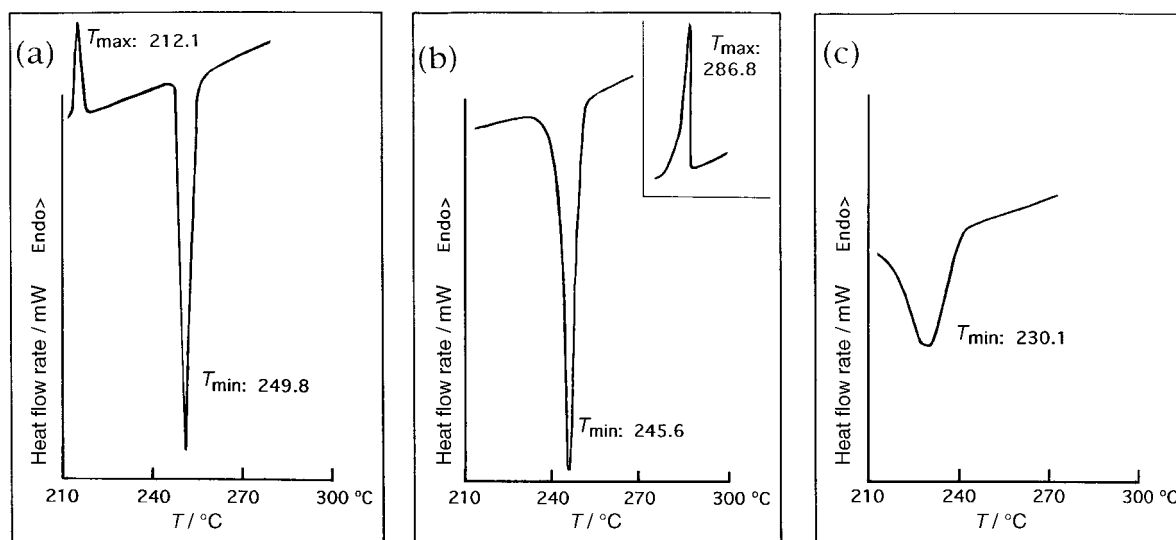 (a)
Tmax: 212.1
Tmin: 249.8
Heat flow rate / mW Endo>
210 240 270 300 °C
T / °C
(b)
Tmax:
286.8
Tmin: 245.6
Heat flow rate / mW Endo>
210 240 270 300 °C
T / °C
(c)
Tmin: 230.1
Heat flow rate / mW Endo>
210 240 270 300 °C
T / °C